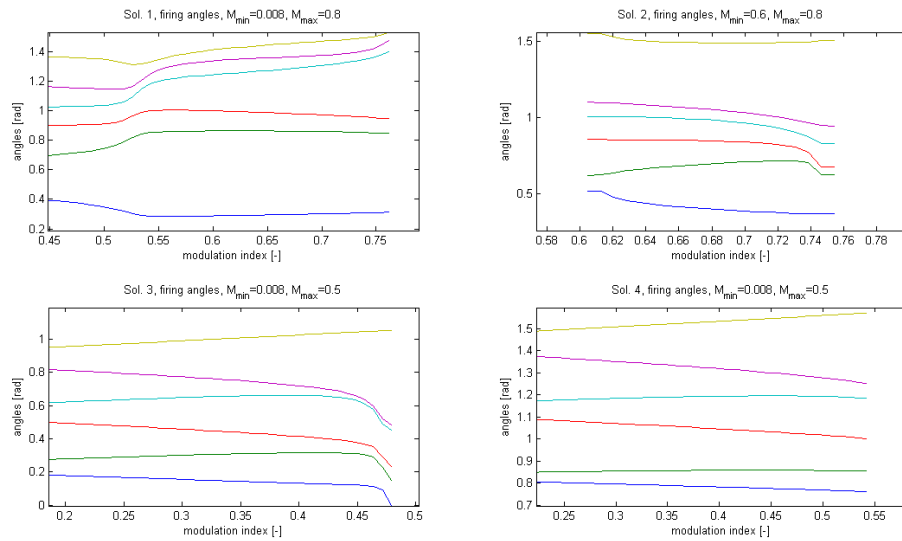 Sol. 1, firing angles, M_min=0.008, M_max=0.8
1.4
1.2
1
0.8
0.6
0.4
0.2
angles [rad]
0.45 0.5 0.55 0.6 0.65 0.7 0.75
modulation index [-]
Sol. 2, firing angles, M_min=0.6, M_max=0.8
1.5
1
0.5
angles [rad]
0.58 0.6 0.62 0.64 0.66 0.68 0.7 0.72 0.74 0.76 0.78
modulation index [-]
Sol. 3, firing angles, M_min=0.008, M_max=0.5
1
0.8
0.6
0.4
0.2
0
angles [rad]
0.2 0.25 0.3 0.35 0.4 0.45 0.5
modulation index [-]
Sol. 4, firing angles, M_min=0.008, M_max=0.5
1.5
1.4
1.3
1.2
1.1
1
0.9
0.8
0.7
angles [rad]
0.25 0.3 0.35 0.4 0.45 0.5 0.55
modulation index [-]